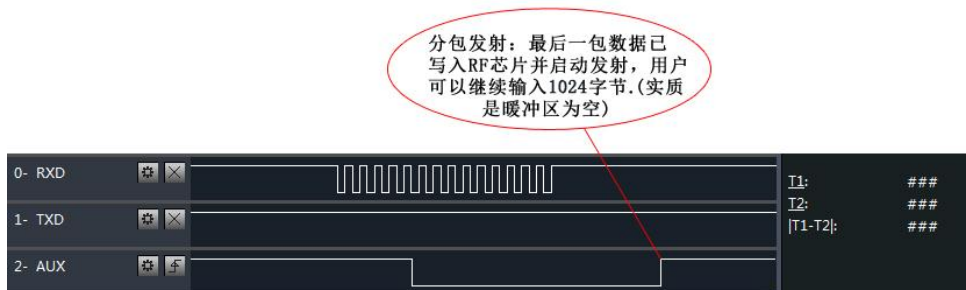 分包发射：最后一包数据已
写入RF芯片并启动发射，用户
可以继续输入1024字节.(实质
是暖冲区为空)
0- RXD
T1: ###
1- TXD
T2: ###
|T1-T2|: ###
2- AUX